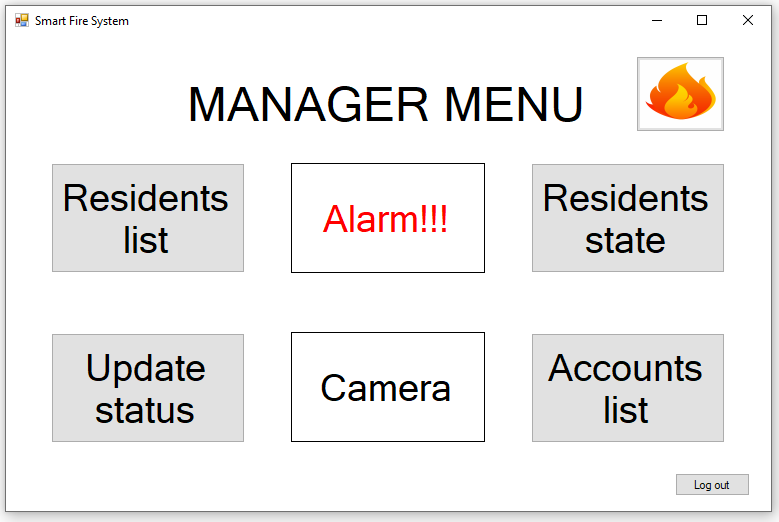 Smart Fire System
MANAGER MENU
Residents
list
Alarm!!!
Residents
state
Update
status
Camera
Accounts
list
Log out